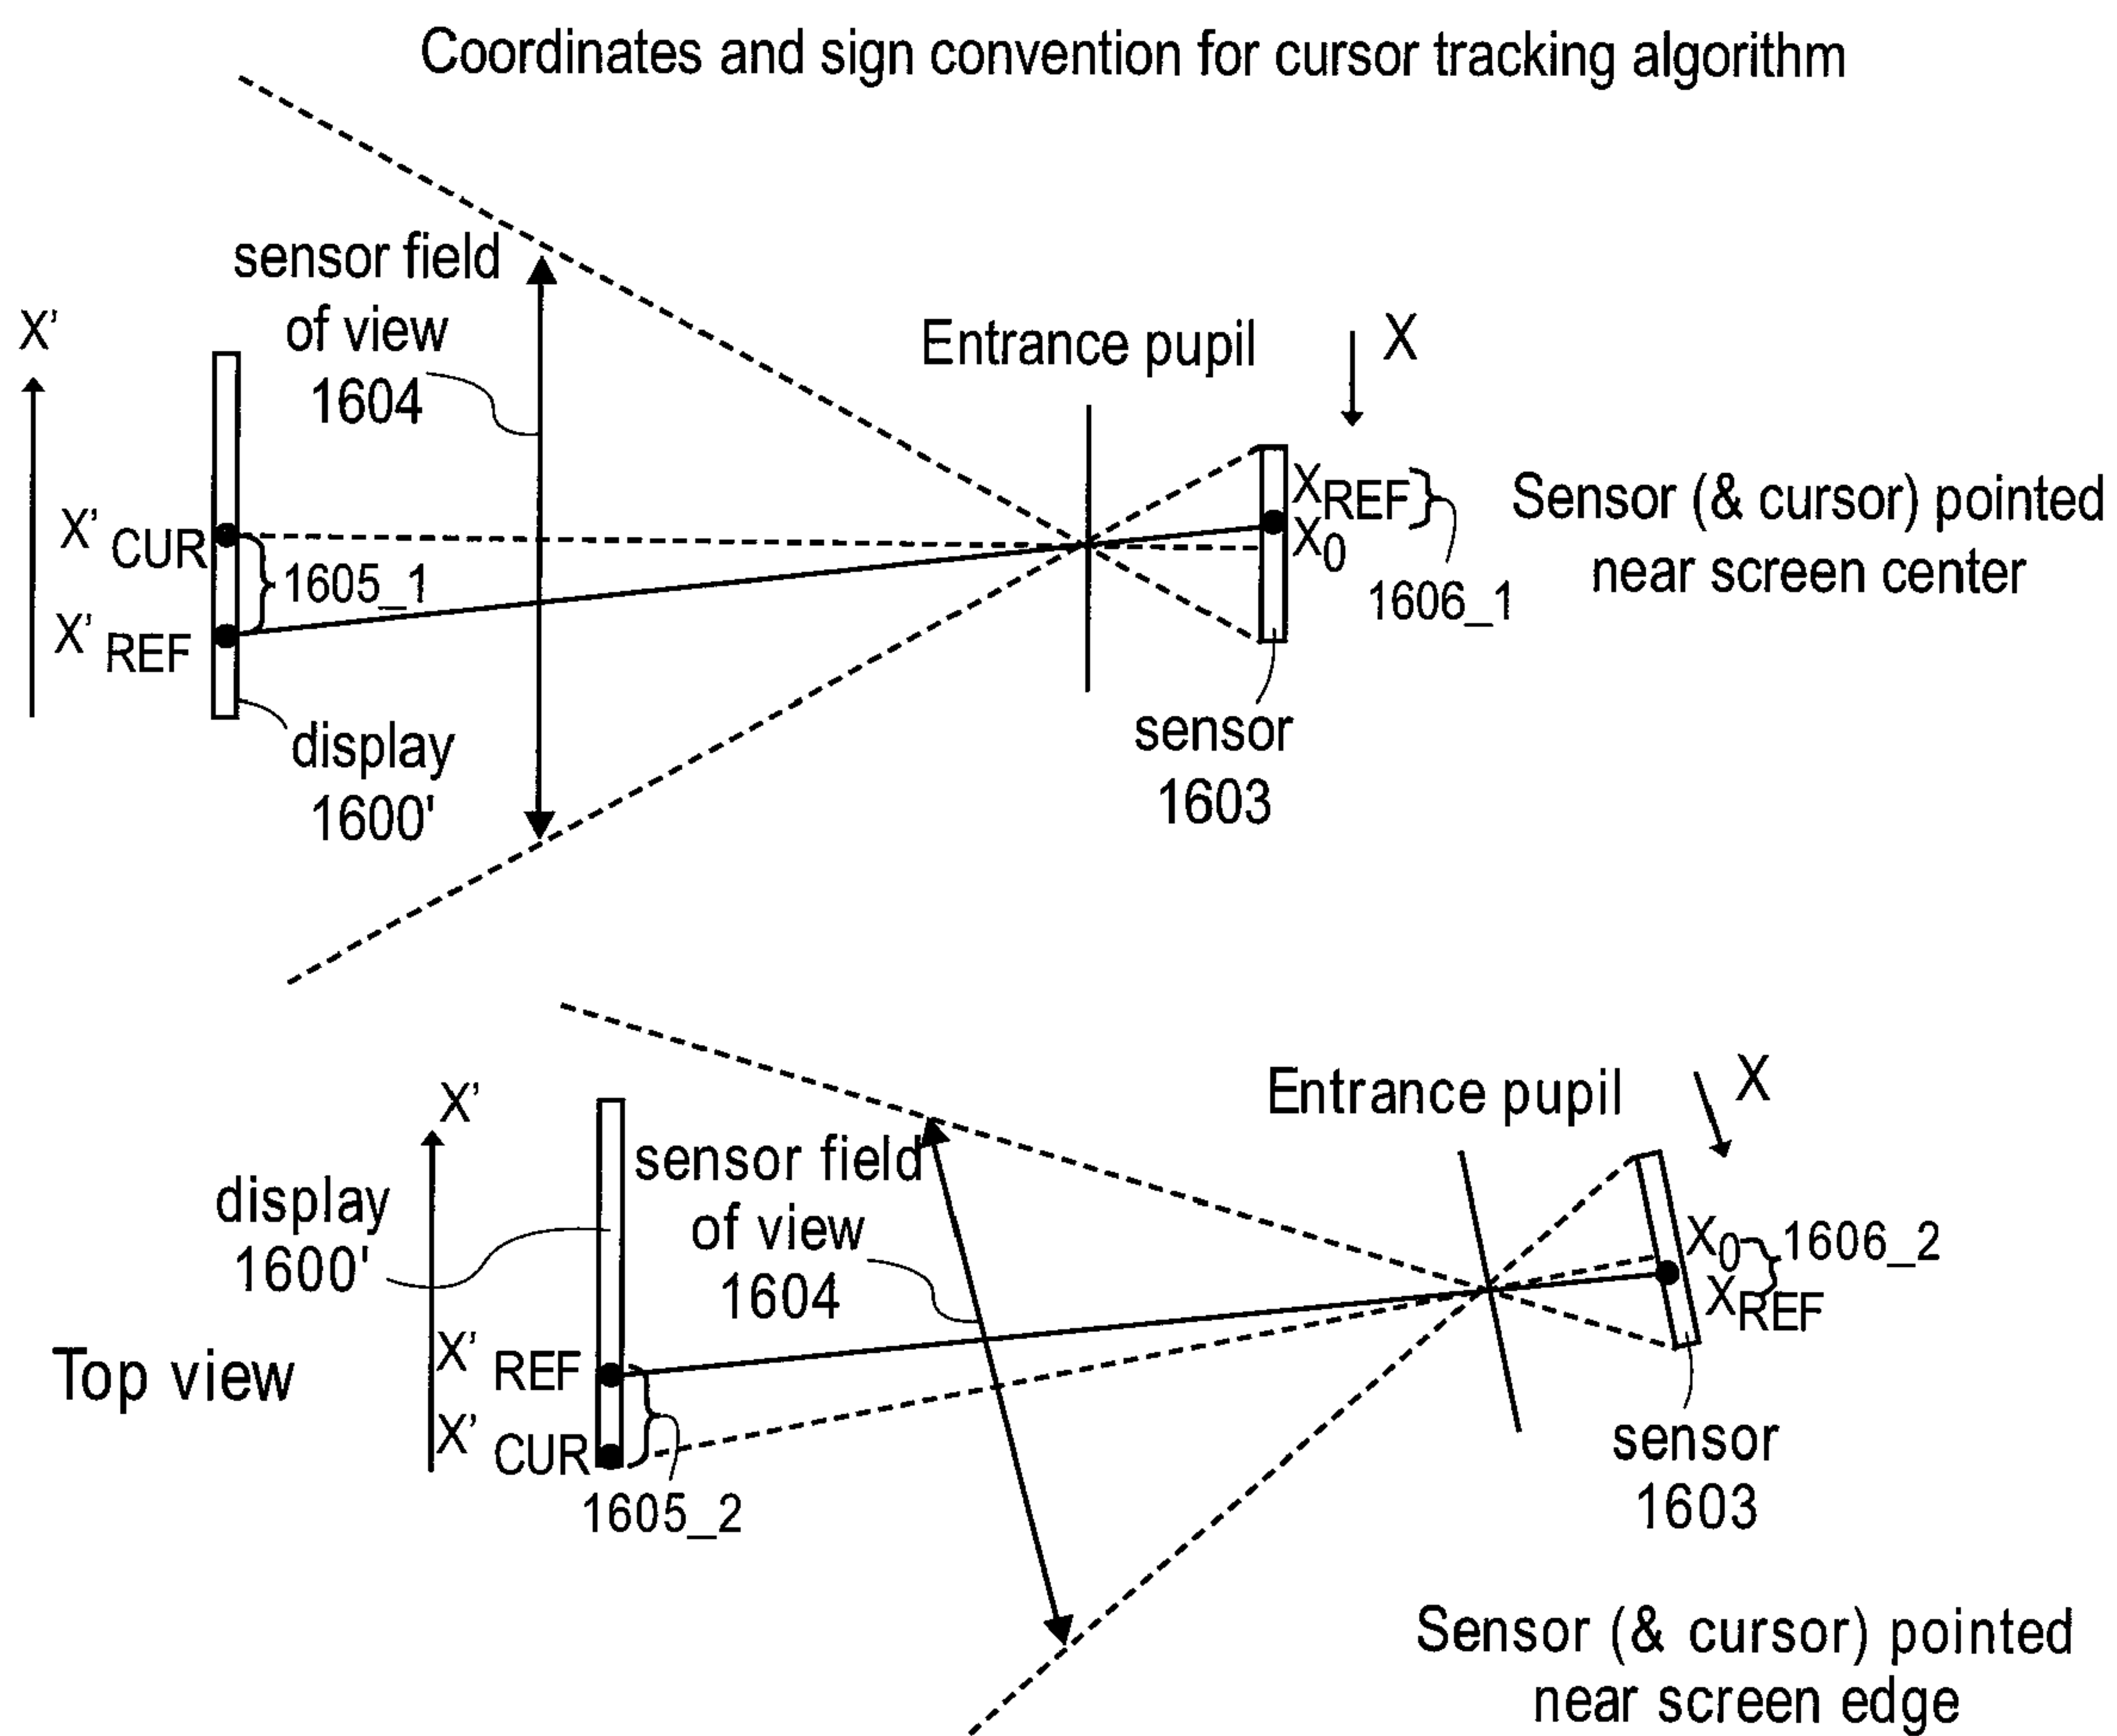 Coordinates and sign convention for cursor tracking algorithm
sensor field
of view
1604
X'
Entrance pupil
X
X' CUR
X' REF
1605_1
XREF
X0
1606_1
Sensor (& cursor) pointed
near screen center
display
1600'
sensor
1603
X'
display
1600'
sensor field
of view
1604
Entrance pupil
X
X0
XREF
1606_2
Top view
X' REF
X' CUR
1605_2
sensor
1603
Sensor (& cursor) pointed
near screen edge